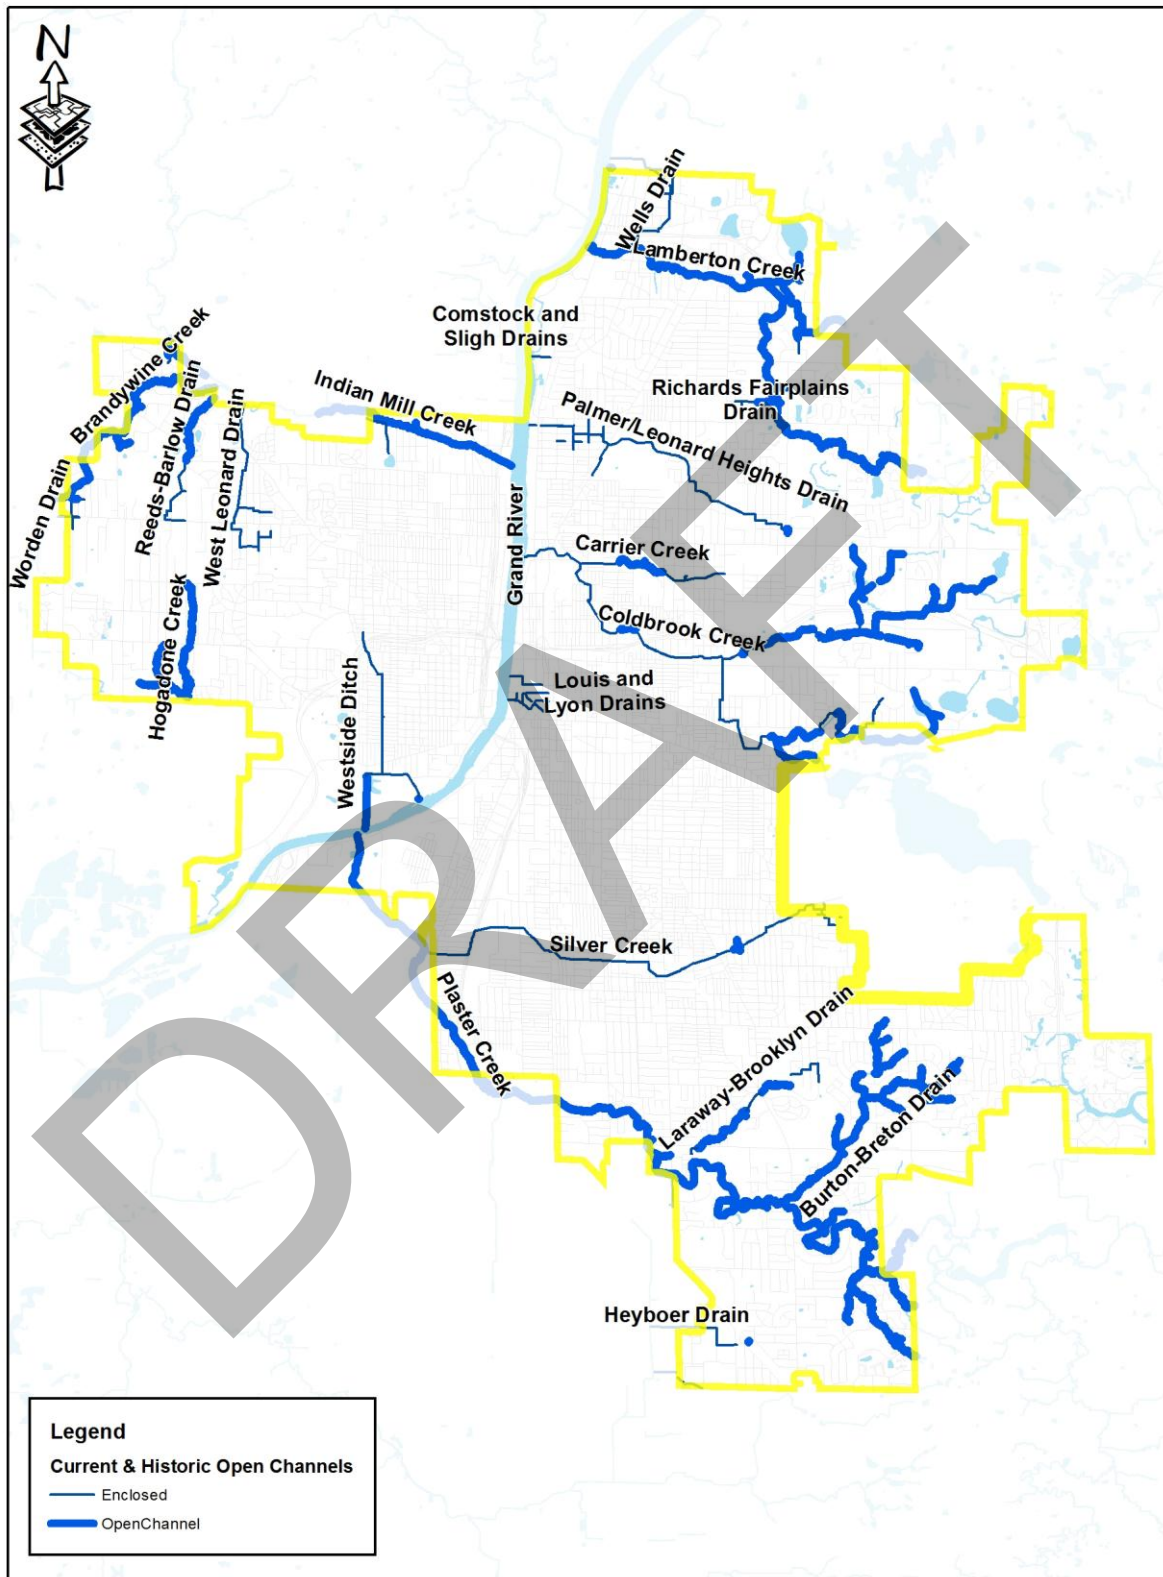 N
Wells Drain
Lamberton Creek
Comstock and
Sligh Drains
Brandywine Creek
Indian Mill Creek
Richards Fairplains
Drain
Reeds-Barlow Drain
West Leonard Drain
Palmer/Leonard Heights Drain
Worden Drain
Grand River
Carrier Creek
Hogadone Creek
Coldbrook Creek
Louis and
Lyon Drains
Westside Ditch
Silver Creek
Plaster Creek
Laraway-Brooklyn Drain
Burton-Breton Drain
Heyboer Drain
DRAFT
Legend
Current & Historic Open Channels
Enclosed
OpenChannel